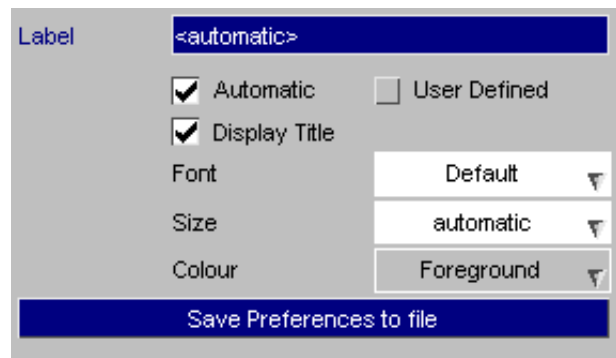 Label <automatic>
Automatic User Defined
Display Title
Font Default
Size automatic
Colour Foreground
Save Preferences to file